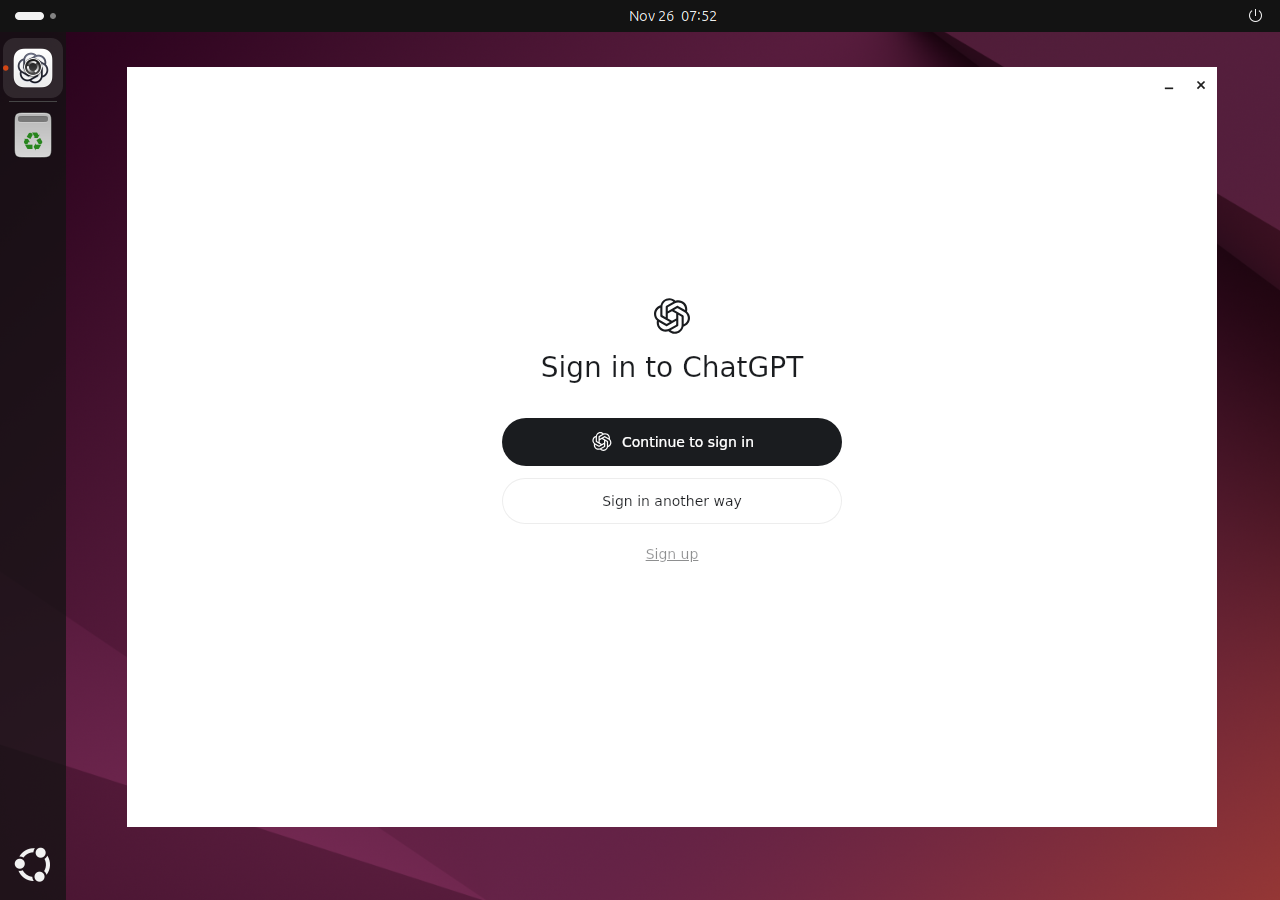 Nov 26 07:52
Sign in to ChatGPT
Continue to sign in
Sign in another way
Sign up